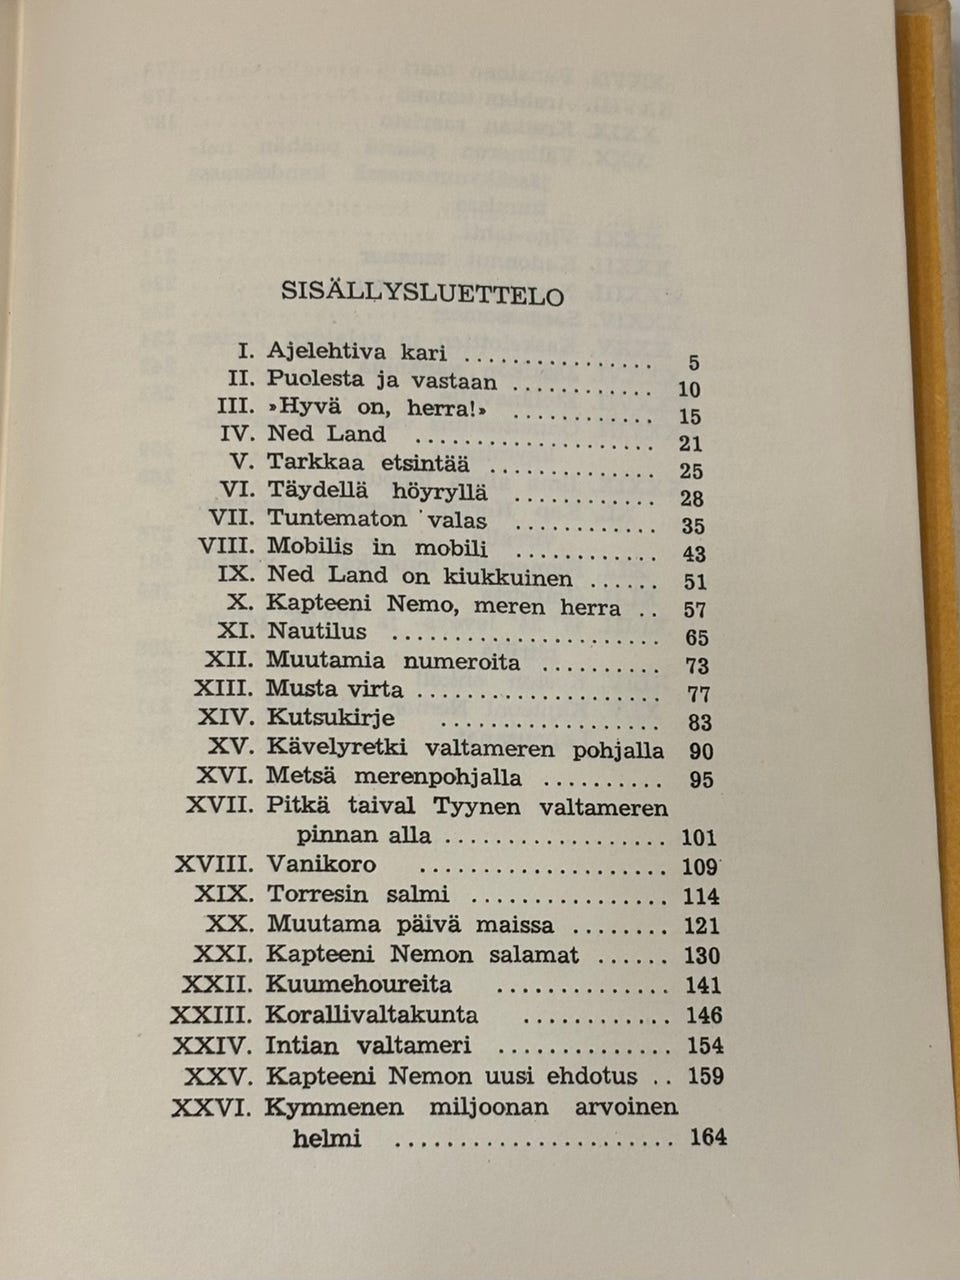 SISÄLLYSLUETTELO
I. Ajelehtiva kari ................ 5
II. Puolesta ja vastaan ............ 10
III. »Hyvä on, herra!» ............ 15
IV. Ned Land .................... 21
V. Tarkkaa etsintää .............. 25
VI. Täydellä höyryllä ............ 28
VII. Tuntematon valas ............ 35
VIII. Mobilis in mobili ............ 43
IX. Ned Land on kiukkuinen ...... 51
X. Kapteeni Nemo, meren herra .. 57
XI. Nautilus ...................... 65
XII. Muutamia numeroita .......... 73
XIII. Musta virta .................... 77
XIV. Kutsukirje .................. 83
XV. Kävelyretki valtameren pohjalla 90
XVI. Metsä merenpohjalla .......... 95
XVII. Pitkä taival Tyynen valtameren
pinnan alla .................. 101
XVIII. Vanikoro .................... 109
XIX. Torresin salmi ................ 114
XX. Muutama päivä maissa ........ 121
XXI. Kapteeni Nemon salamat ...... 130
XXII. Kuumehoureita .............. 141
XXIII. Korallivaltakunta ............ 146
XXIV. Intian valtameri .............. 154
XXV. Kapteeni Nemon uusi ehdotus .. 159
XXVI. Kymmenen miljoonan arvoinen
helmi ....................... 164